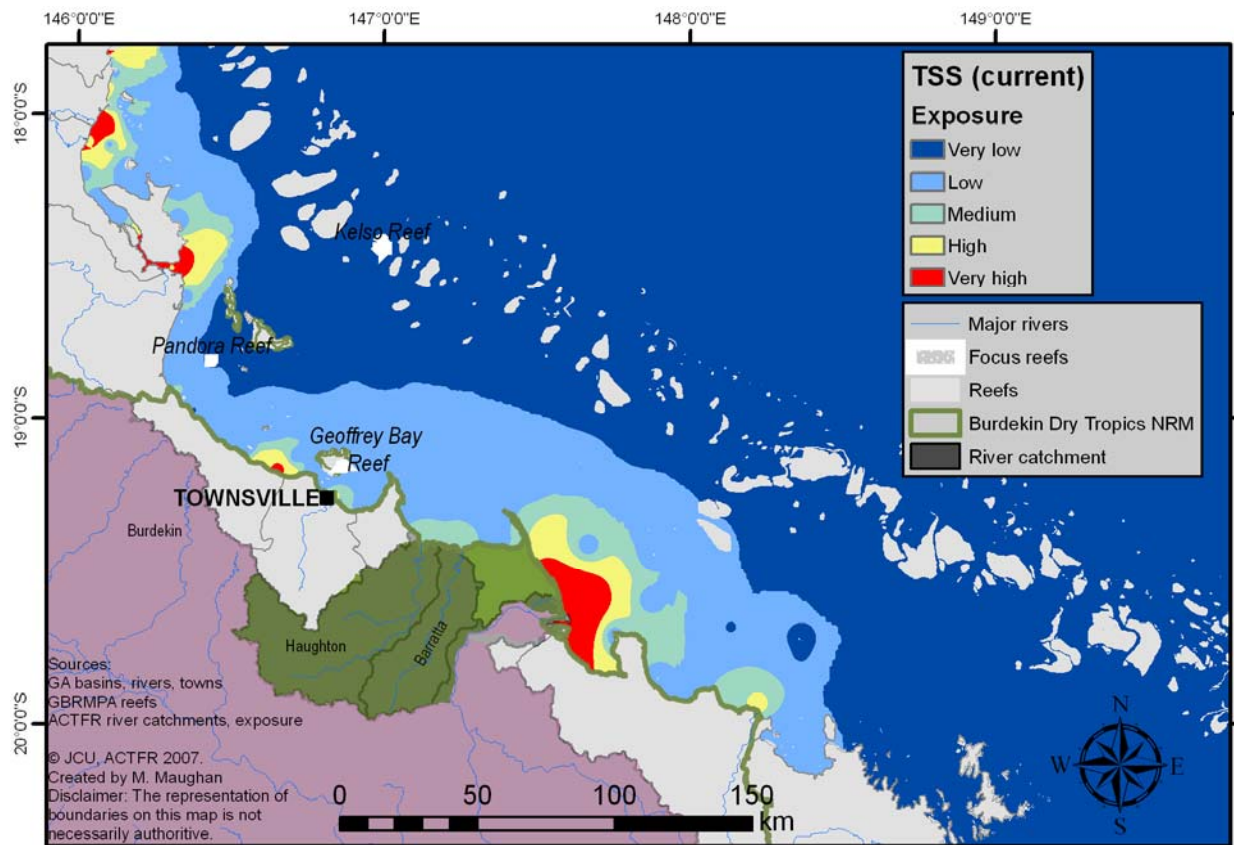 146°0'0"E
147°0'0"E
148°0'0"E
149°0'0"E
18°0'0"S
19°0'0"S
20°0'0"S
TSS (current)
Exposure
Very low
Low
Medium
High
Very high
Major rivers
Focus reefs
Reefs
Burdekin Dry Tropics NRM
River catchment
Kelso Reef
Pandora Reef
Geoffrey Bay
Reef
TOWNSVILLE
Burdekin
Haughton
Barratta
Sources:
GA basins, rivers, towns
GBRMPA reefs
ACTFR river catchments, exposure
© JCU, ACTFR 2007.
Created by M. Maughan
Disclaimer: The representation of
boundaries on this map is not
necessarily authoritive.
0 50 100 150
km
N
W E
S